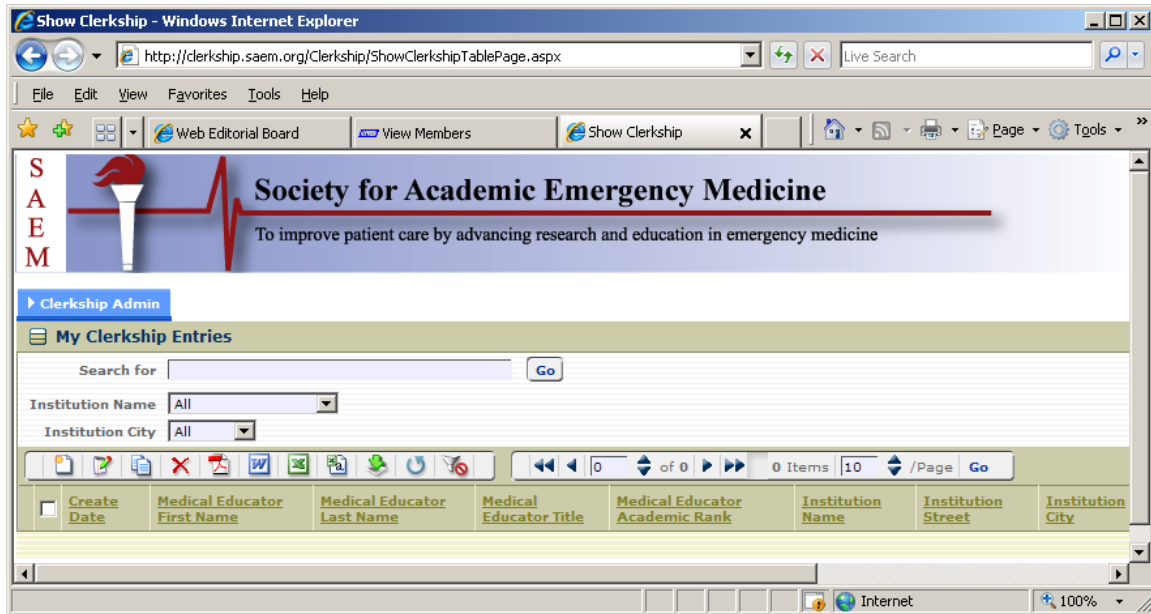 Show Clerkship - Windows Internet Explorer
http://clerkship.saem.org/Clerkship/ShowClerkshipTablePage.aspx
Live Search
File Edit View Favorites Tools Help
Web Editorial Board View Members Show Clerkship Page Tools
S
A
E
M
Society for Academic Emergency Medicine
To improve patient care by advancing research and education in emergency medicine
Clerkship Admin
My Clerkship Entries
Search for Go
Institution Name All
Institution City All
0 of 0 0 Items 10 /Page Go
Create Date Medical Educator First Name Medical Educator Last Name Medical Educator Title Medical Educator Academic Rank Institution Name Institution Street Institution City
Internet 100%